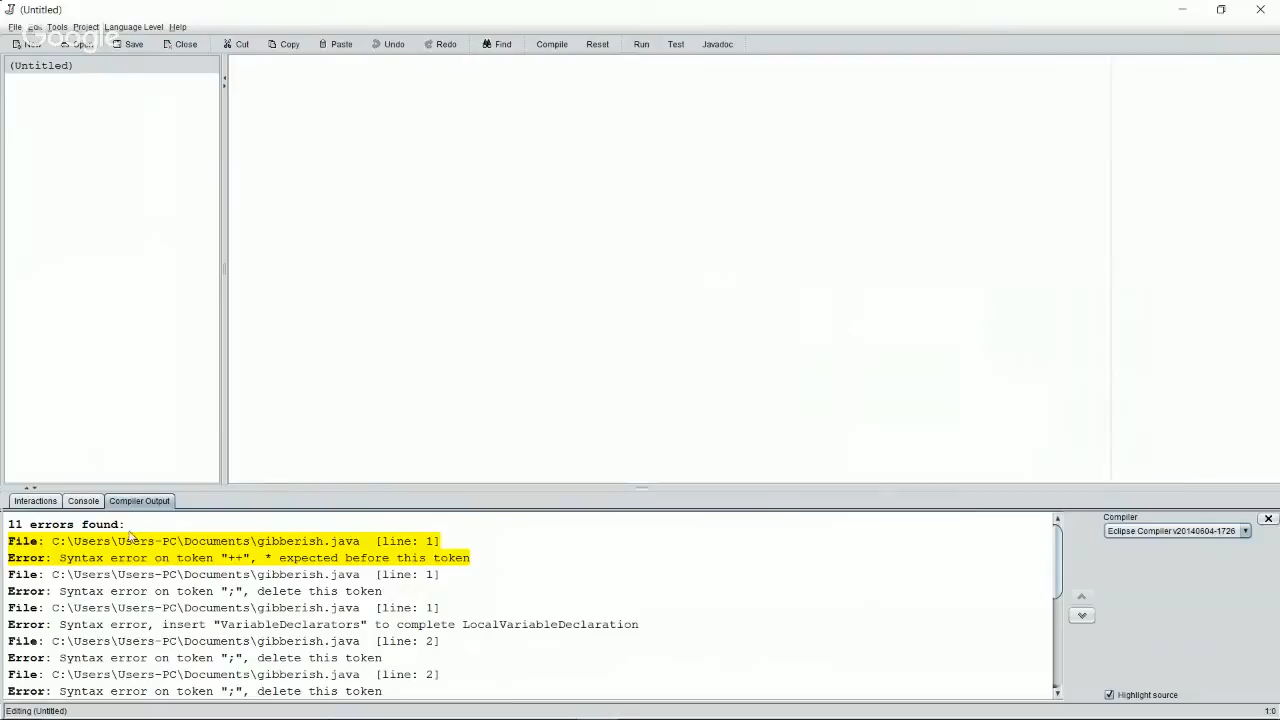 (Untitled)
File Edit Tools Project Language Level Help
Google
New Open Save Close Cut Copy Paste Undo Redo Find Compile Reset Run Test Javadoc
(Untitled)
Interactions Console Compiler Output
11 errors found:
File: C:\Users\Users-PC\Documents\gibberish.java [line: 1]
Error: Syntax error on token "++", * expected before this token
File: C:\Users\Users-PC\Documents\gibberish.java [line: 1]
Error: Syntax error on token ";", delete this token
File: C:\Users\Users-PC\Documents\gibberish.java [line: 1]
Error: Syntax error, insert "VariableDeclarators" to complete LocalVariableDeclaration
File: C:\Users\Users-PC\Documents\gibberish.java [line: 2]
Error: Syntax error on token ";", delete this token
File: C:\Users\Users-PC\Documents\gibberish.java [line: 2]
Error: Syntax error on token ";", delete this token
Compiler
Eclipse Compiler v20140604-1726
Highlight source
Editing (Untitled)
1:0